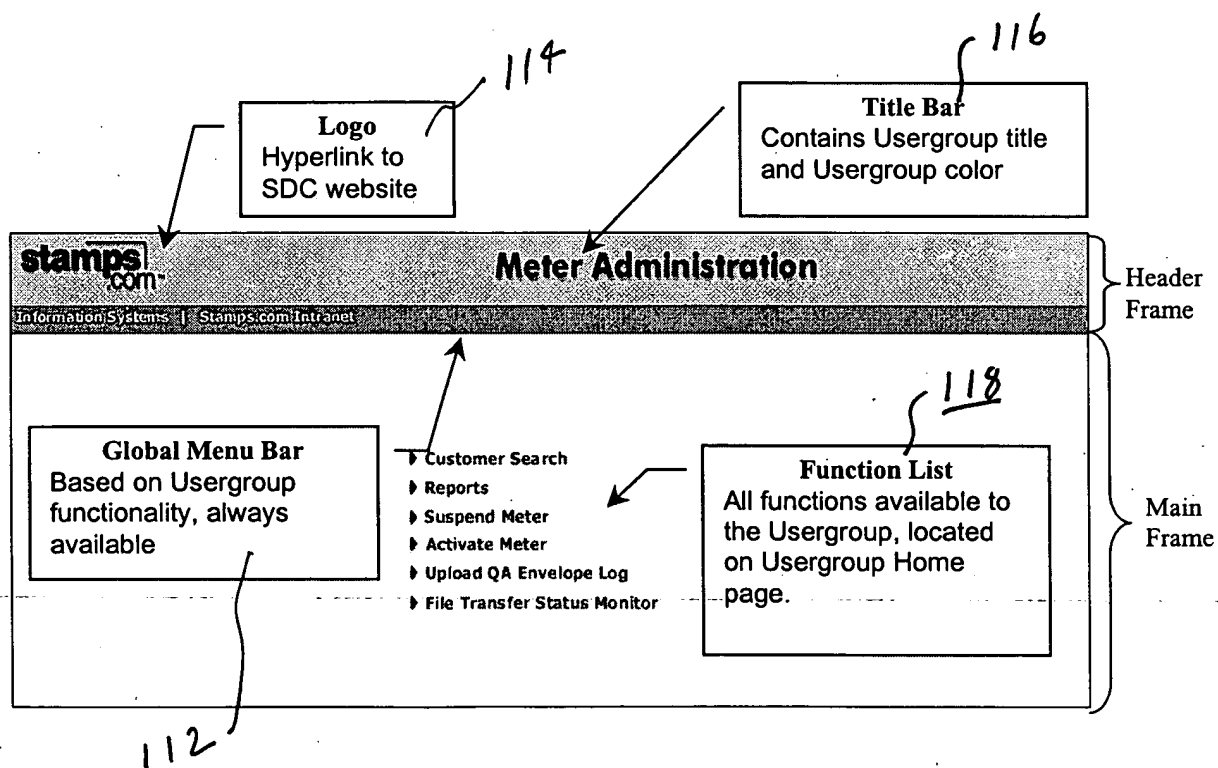 116
114
Title Bar
Contains Usergroup title
and Usergroup color
Logo
Hyperlink to
SDC website
stamps
.com™
Meter Administration
Header
Frame
Information Systems | Stamps.com Intranet
118
Global Menu Bar
Based on Usergroup
functionality, always
available
Customer Search
Reports
Suspend Meter
Activate Meter
Upload QA Envelope Log
File Transfer Status Monitor
Function List
All functions available to
the Usergroup, located
on Usergroup Home
page.
Main
Frame
112